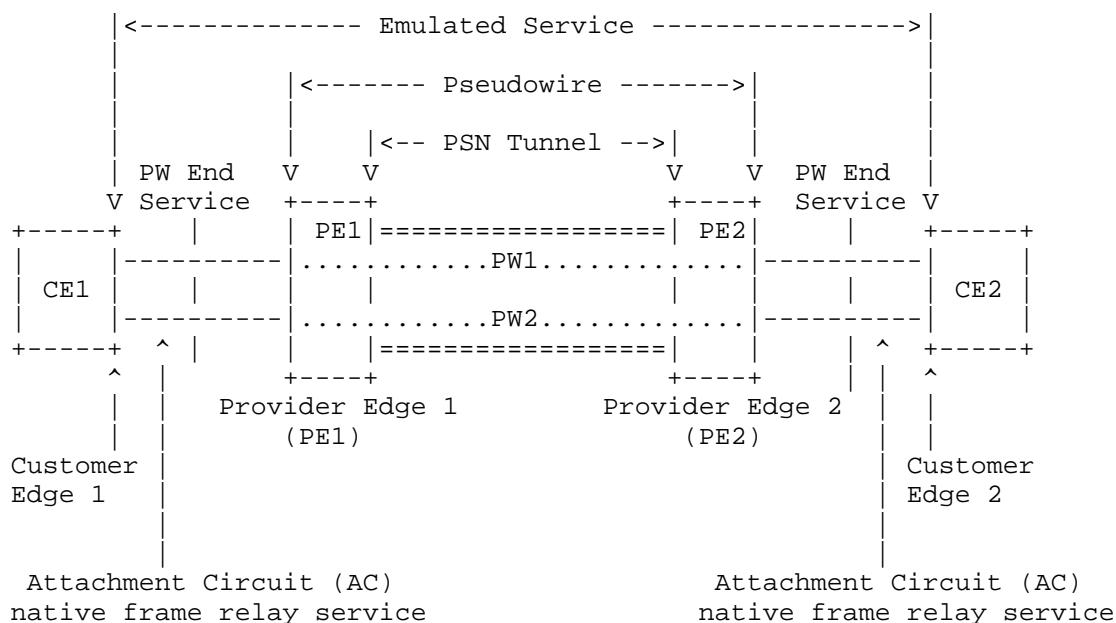 |<-------------- Emulated Service ---------------->|
|<------- Pseudowire ------->|
|<-- PSN Tunnel -->|
PW End V V V V PW End
V Service +----+ +----+ Service V
+-----+ | | PE1|==================| PE2| | +-----+
| |----------|............PW1.............|----------| |
| CE1 | | | | | | | | CE2 |
| |----------|............PW2.............|----------| |
+-----+ ^ | | |==================| | | ^ +-----+
^ | +----+ +----+ | | ^
| | Provider Edge 1 Provider Edge 2 | |
| | (PE1) (PE2) | |
Customer | | Customer
Edge 1 | | Edge 2
Attachment Circuit (AC) Attachment Circuit (AC)
native frame relay service native frame relay service